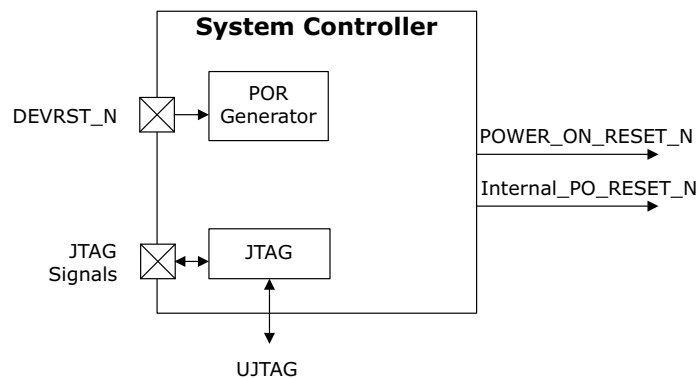 System Controller
POR
Generator
DEVRST_N
POWER_ON_RESET_N
Internal_PO_RESET_N
JTAG
Signals
JTAG
UJTAG